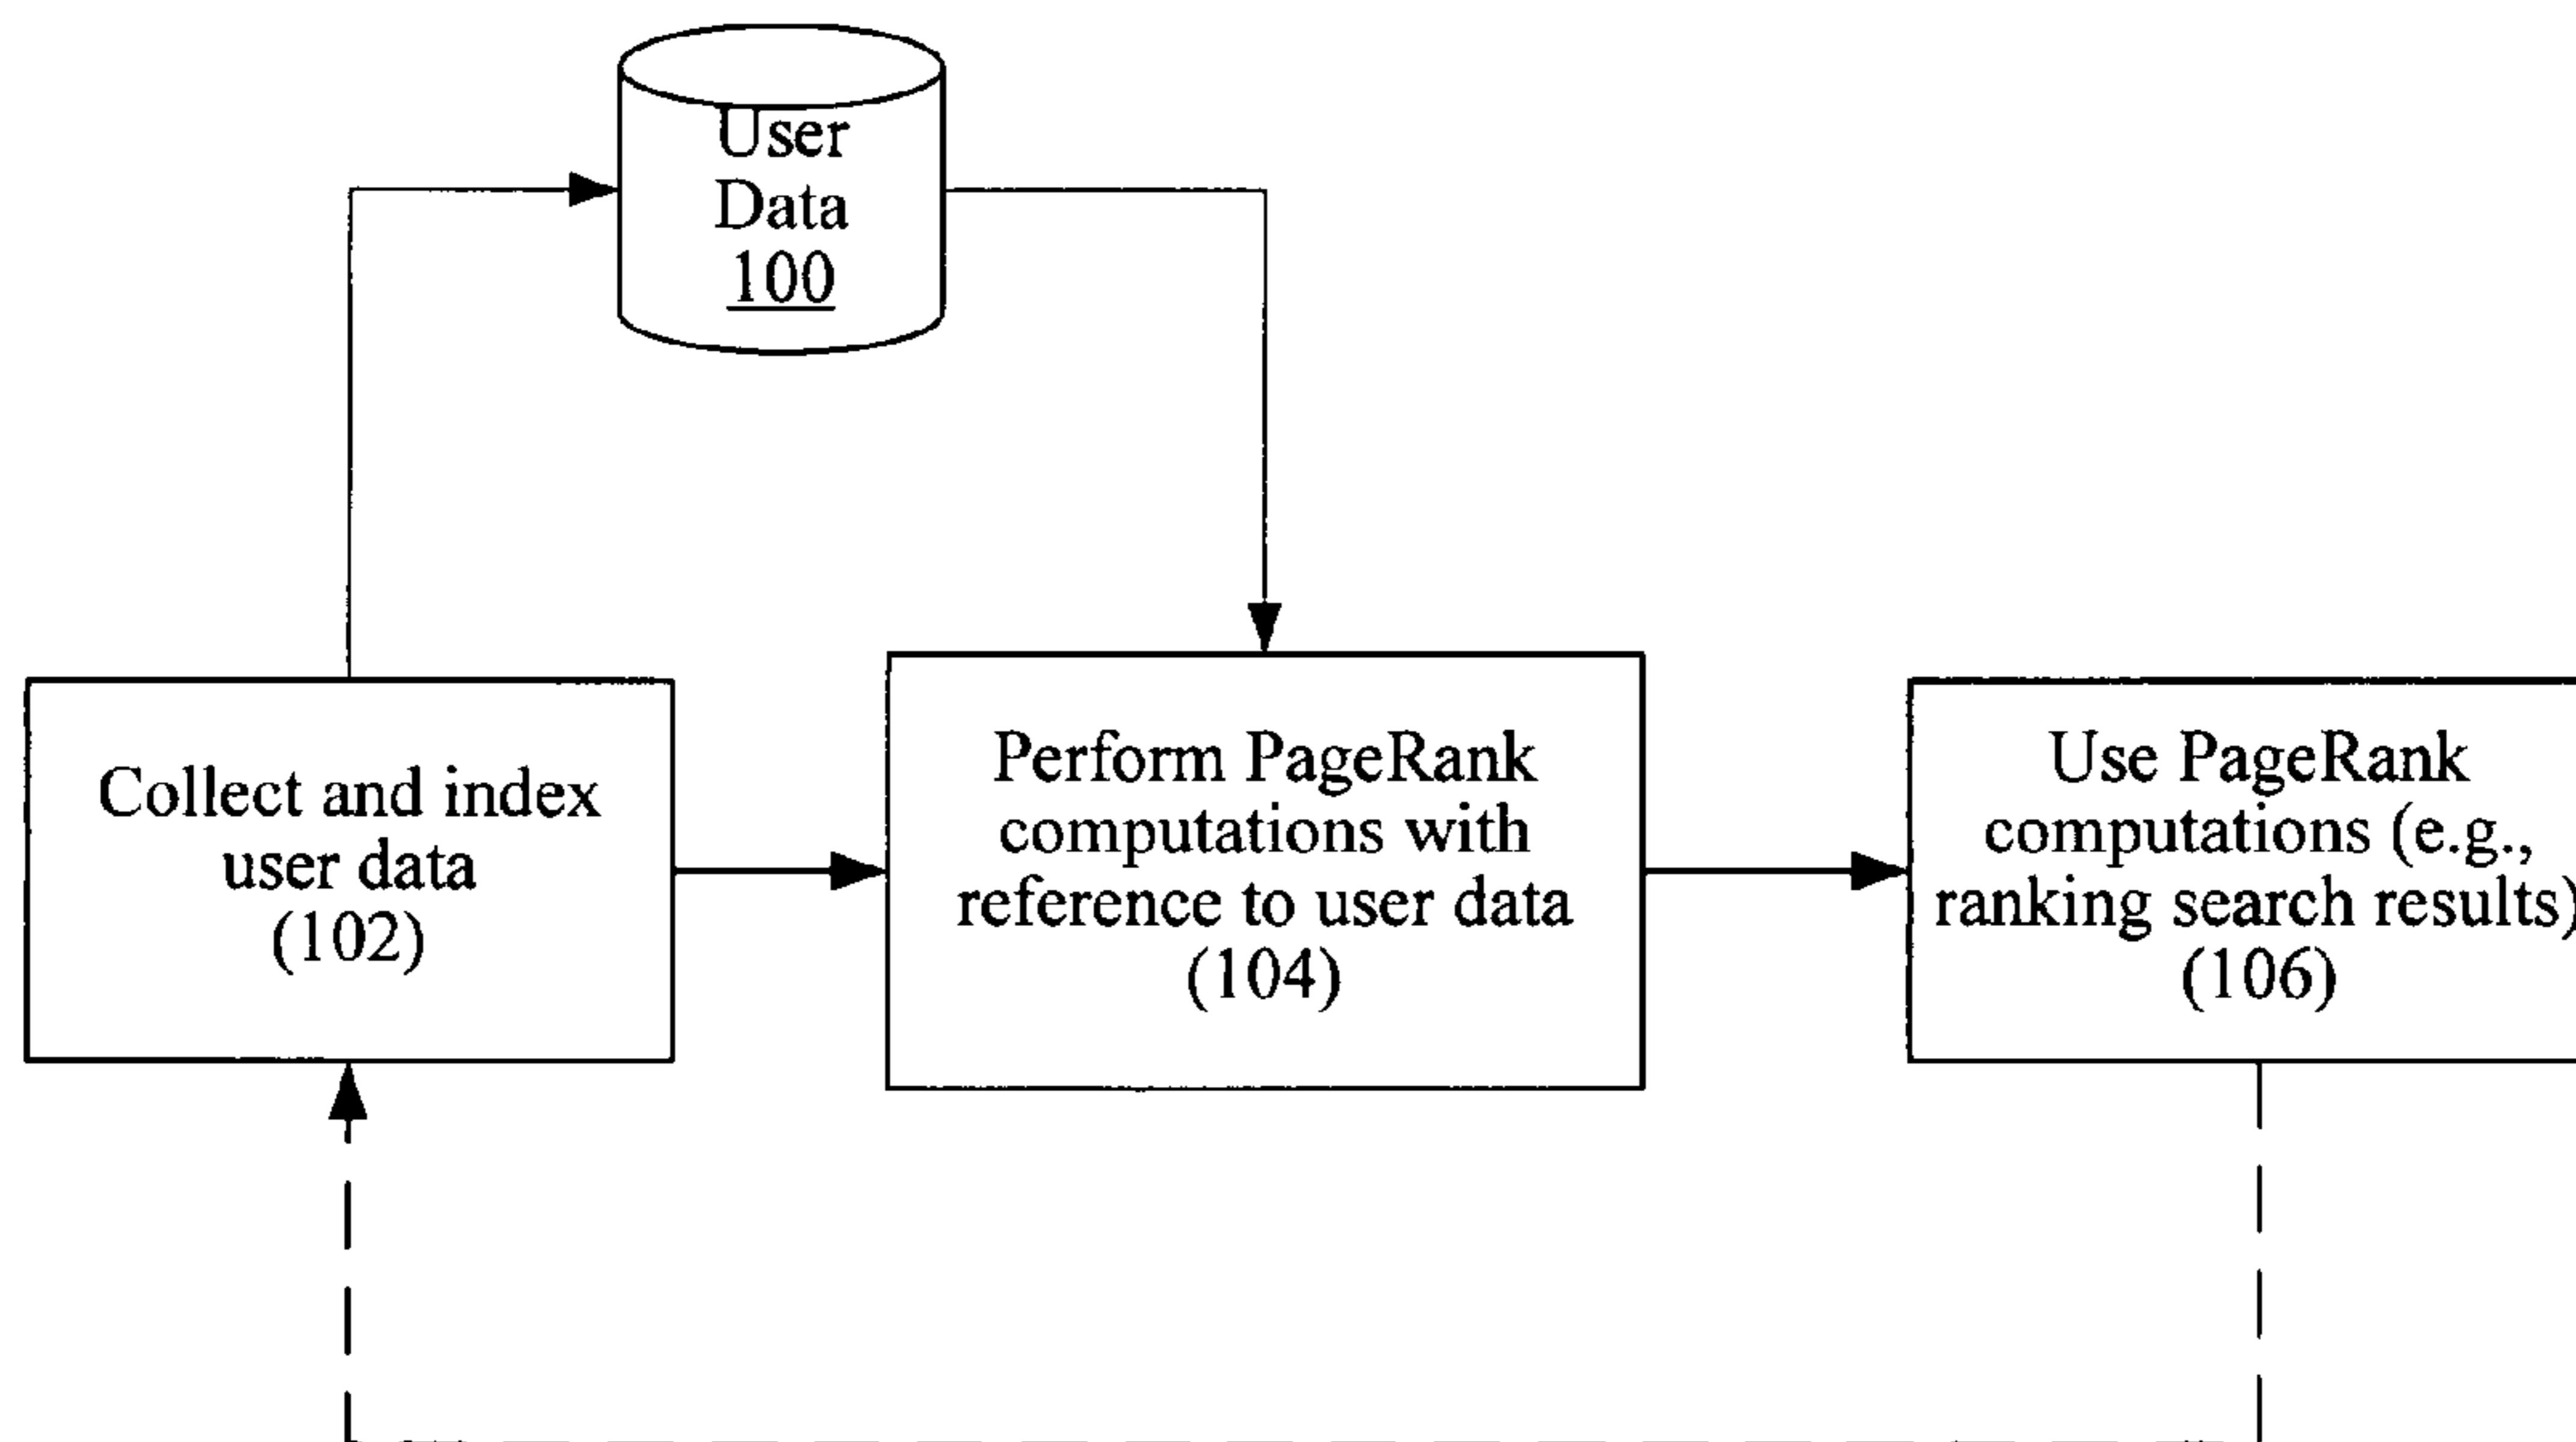 User
Data
100
Collect and index
user data
(102)
Perform PageRank
computations with
reference to user data
(104)
Use PageRank
computations (e.g.,
ranking search results)
(106)